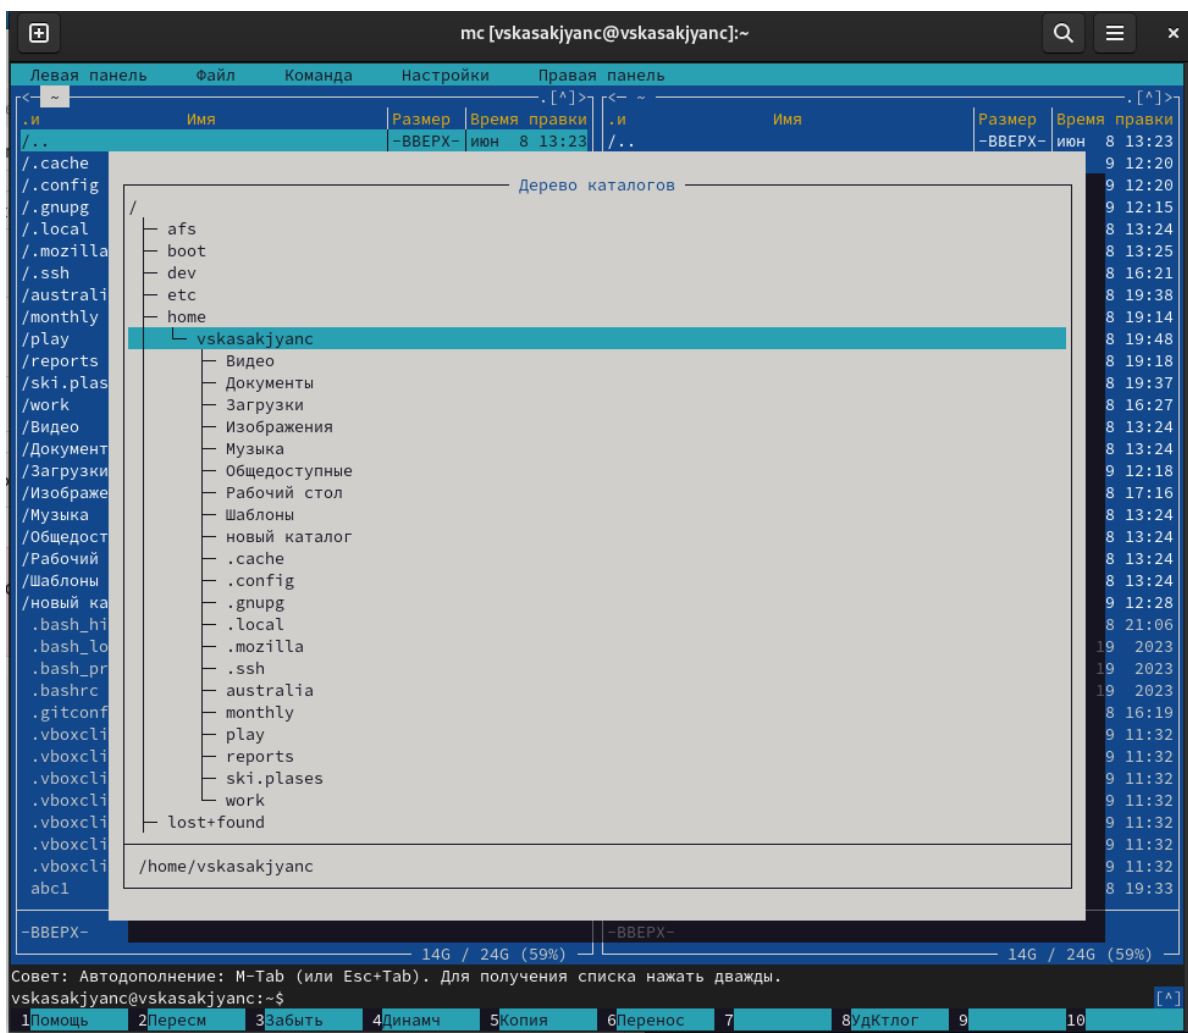 mc [vskasakjyanc@vskasakjyanc]:~
Левая панель Файл Команда Настройки Правая панель
<— ~ .[^]> <— ~ .[^]>
.и Имя Размер Время правки .и Имя Размер Время правки
/.. -ВВЕРХ- июн 8 13:23 /.. -ВВЕРХ- июн 8 13:23
/.cache 9 12:20
/.config Дерево каталогов 9 12:20
/.gnupg / 9 12:15
/.local afs 8 13:24
/.mozilla boot 8 13:25
/.ssh dev 8 16:21
/australi etc 8 19:38
/monthly home 8 19:14
/play vskasakjyanc 8 19:48
/reports Видео 8 19:18
/ski.plas Документы 8 19:37
/work Загрузки 8 16:27
/Видео Изображения 8 13:24
/Документ Музыка 8 13:24
/Загрузки Общедоступные 9 12:18
/Изображе Рабочий стол 8 17:16
/Музыка Шаблоны 8 13:24
/Общедост новый каталог 8 13:24
/Рабочий .cache 8 13:24
/Шаблоны .config 8 13:24
/новый ка .gnupg 9 12:28
.bash_hi .local 8 21:06
.bash_lo .mozilla 19 2023
.bash_pr .ssh 19 2023
.bashrc australia 19 2023
.gitconf monthly 8 16:19
.vboxcli play 9 11:32
.vboxcli reports 9 11:32
.vboxcli ski.plases 9 11:32
.vboxcli work 9 11:32
.vboxcli lost+found 9 11:32
.vboxcli 9 11:32
.vboxcli /home/vskasakjyanc 9 11:32
abc1 8 19:33
-ВВЕРХ- -ВВЕРХ-
14G / 24G (59%) 14G / 24G (59%)
Совет: Автодополнение: M-Tab (или Esc+Tab). Для получения списка нажать дважды.
vskasakjyanc@vskasakjyanc:~$ [^]
1Помощь 2Пересм 3Забыть 4Динамч 5Копия 6Перенос 7 8УдКтлог 9 10